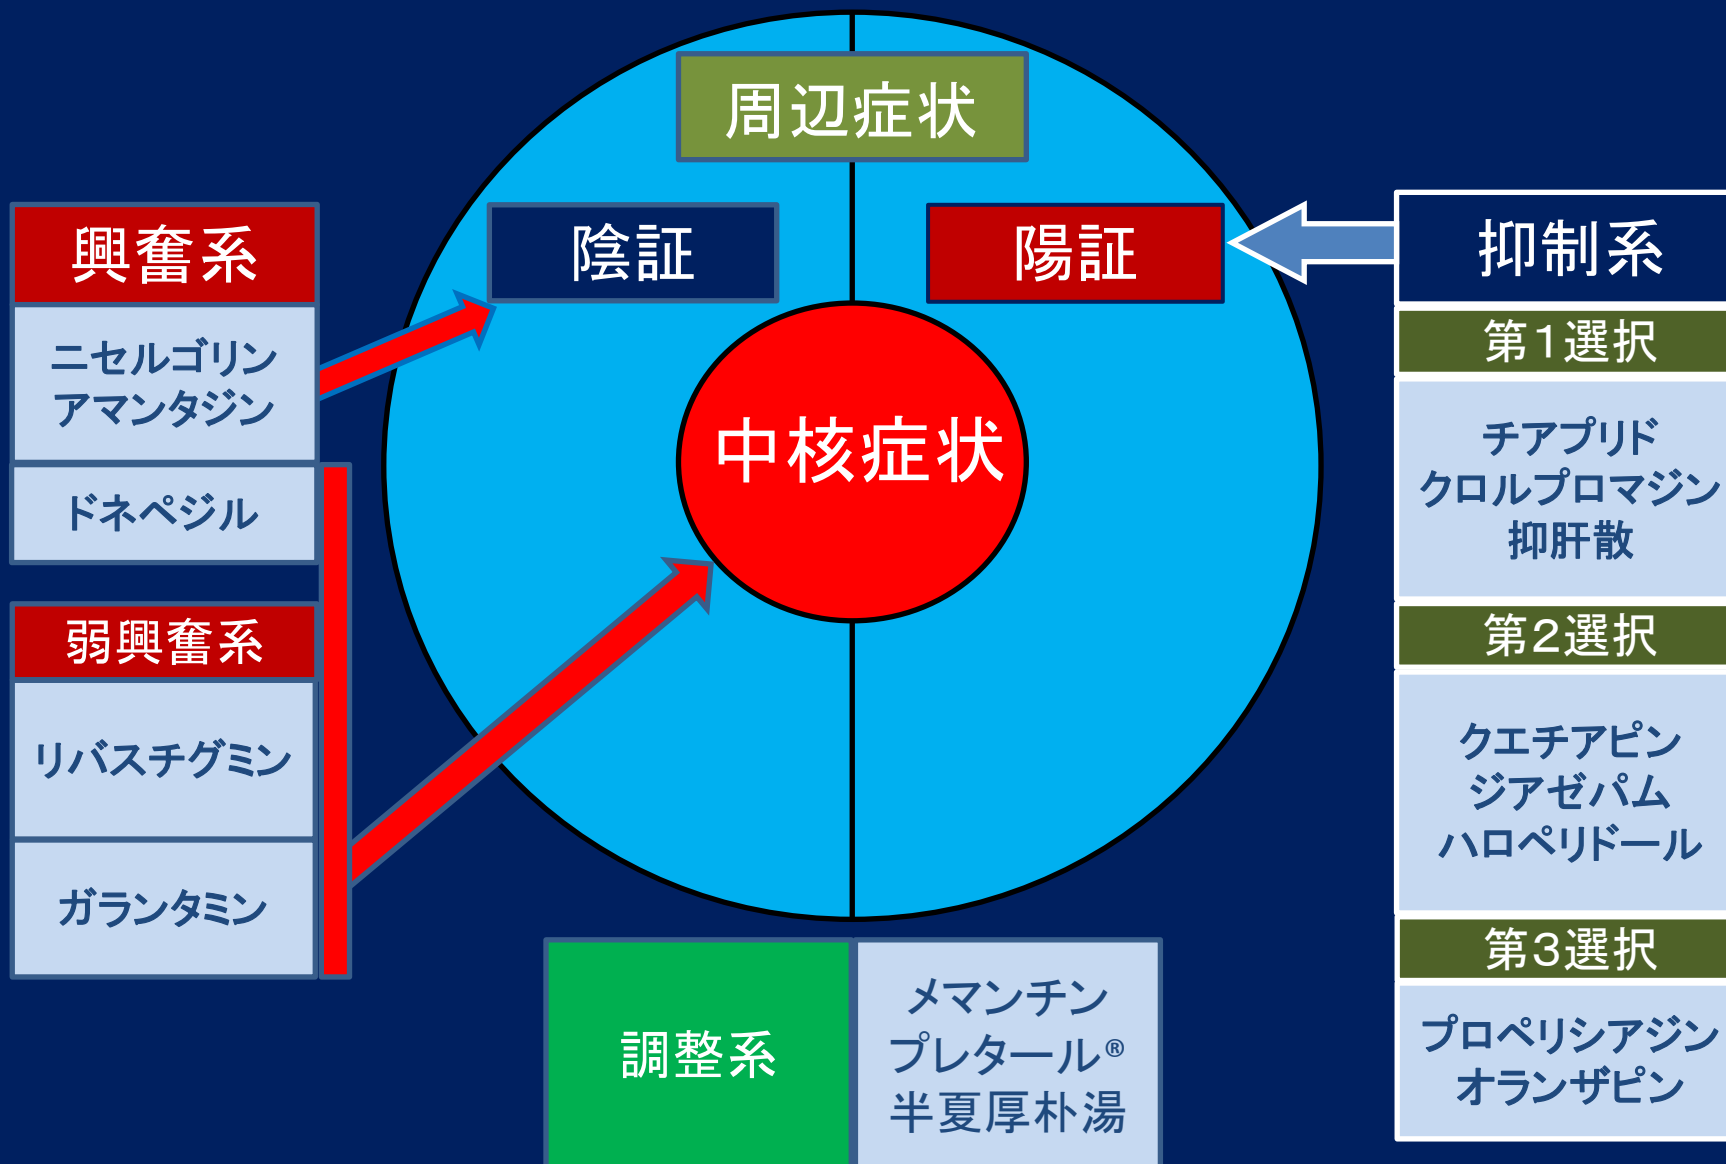 周辺症状
陰証
陽証
中核症状
興奮系
ニセルゴリン
アマンタジン
ドネペジル
弱興奮系
リバスチグミン
ガランタミン
抑制系
第1選択
チアプリド
クロルプロマジン
抑肝散
第2選択
クエチアピン
ジアゼパム
ハロペリドール
第3選択
プロペリシアジン
オランザピン
調整系
メマンチン
プレタール®
半夏厚朴湯